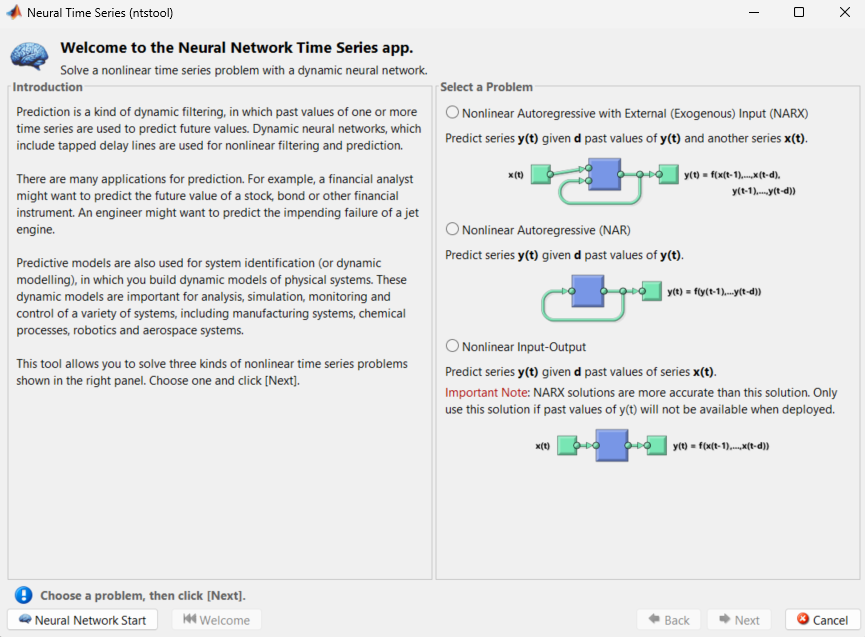 Neural Time Series (ntstool)
Welcome to the Neural Network Time Series app.
Solve a nonlinear time series problem with a dynamic neural network.
Introduction
Prediction is a kind of dynamic filtering, in which past values of one or more
time series are used to predict future values. Dynamic neural networks, which
include tapped delay lines are used for nonlinear filtering and prediction.
There are many applications for prediction. For example, a financial analyst
might want to predict the future value of a stock, bond or other financial
instrument. An engineer might want to predict the impending failure of a jet
engine.
Predictive models are also used for system identification (or dynamic
modelling), in which you build dynamic models of physical systems. These
dynamic models are important for analysis, simulation, monitoring and
control of a variety of systems, including manufacturing systems, chemical
processes, robotics and aerospace systems.
This tool allows you to solve three kinds of nonlinear time series problems
shown in the right panel. Choose one and click [Next].
Select a Problem
Nonlinear Autoregressive with External (Exogenous) Input (NARX)
Predict series y(t) given d past values of y(t) and another series x(t).
x(t)
y(t) = f(x(t-1),...,x(t-d),
y(t-1),...,y(t-d))
Nonlinear Autoregressive (NAR)
Predict series y(t) given d past values of y(t).
y(t) = f(y(t-1),...y(t-d))
Nonlinear Input-Output
Predict series y(t) given d past values of series x(t).
Important Note: NARX solutions are more accurate than this solution. Only
use this solution if past values of y(t) will not be available when deployed.
x(t)
y(t) = f(x(t-1),...,x(t-d))
Choose a problem, then click [Next].
Neural Network Start
Welcome
Back
Next
Cancel